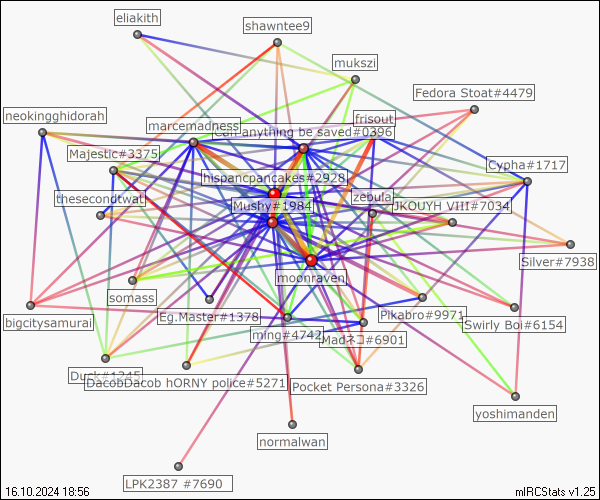 eliakith
shawntee9
mukszi
Fedora Stoat#4479
neokingghidorah
marcemadness
frisout
can anything be saved#0396
Majestic#3375
Cypha#1717
hispanicpancakes#2928
thesecondtwat
Mushy#1984
zebula
JKOUYH VIII#7034
Silver#7938
moonraven
somass
Eg.Master#1378
Pikabro#9971
Swirly Boi#6154
bigcitysamurai
ming#4742
Madネコ#6901
Duck#1245
DacobDacob hORNY police#5271
Pocket Persona#3326
yoshimanden
normalwan
LPK2387 #7690
16.10.2024 18:56
mIRCStats v1.25